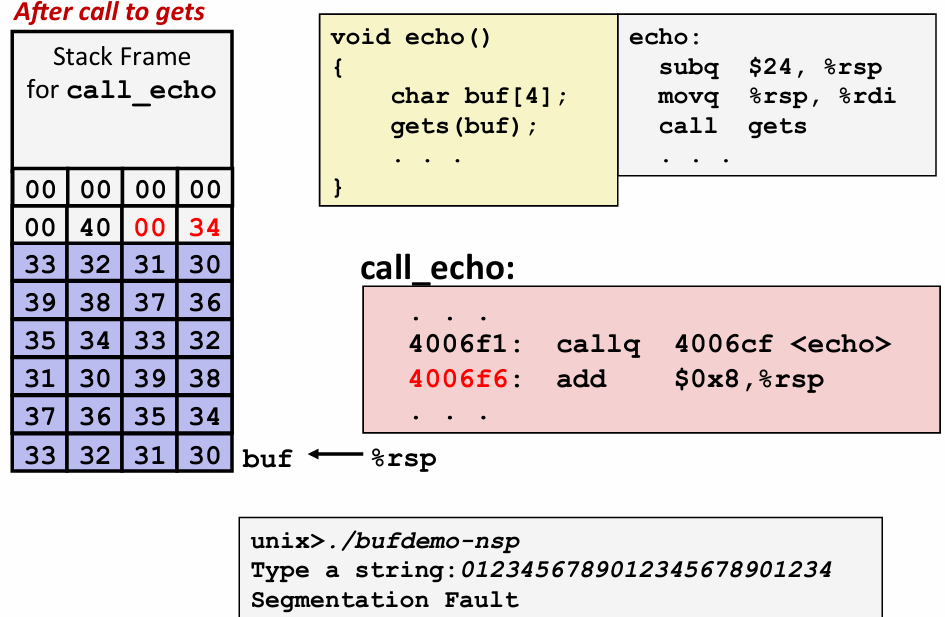 After call to gets
Stack Frame
for call_echo
00 00 00 00
00 40 00 34
33 32 31 30
39 38 37 36
35 34 33 32
31 30 39 38
37 36 35 34
33 32 31 30
buf
%rsp
void echo()
{
char buf[4];
gets(buf);
. . .
}
echo:
subq $24, %rsp
movq %rsp, %rdi
call gets
. . .
call_echo:
. . .
4006f1: callq 4006cf <echo>
4006f6: add $0x8,%rsp
. . .
unix>./bufdemo-nsp
Type a string:0123456789012345678901234
Segmentation Fault